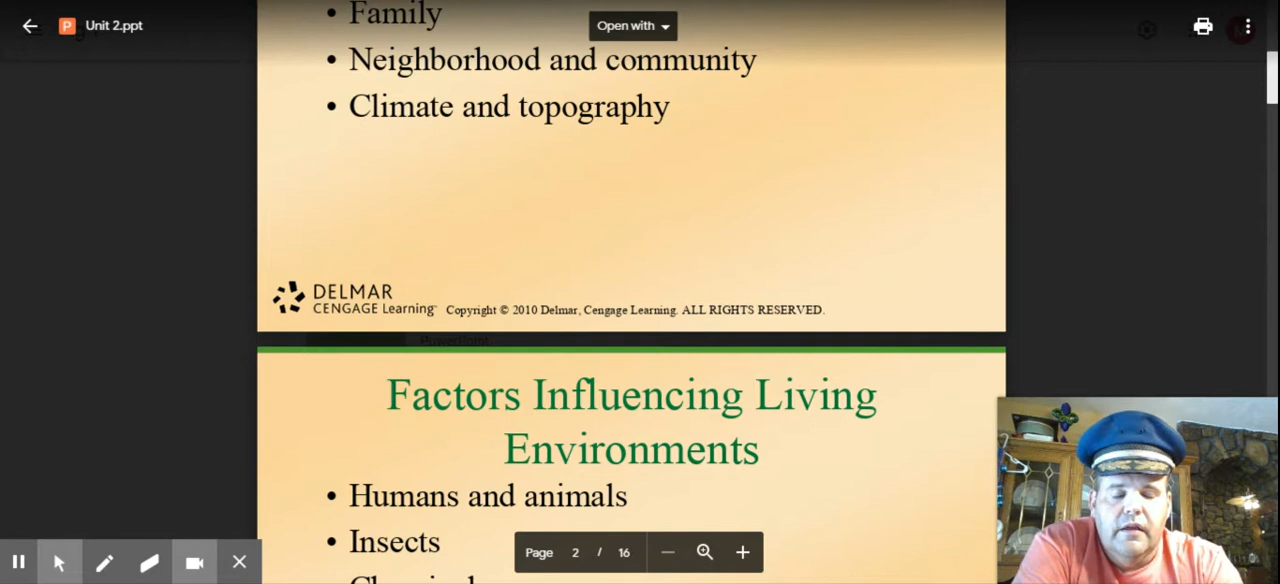 Unit 2.ppt
Open with
• Family
• Neighborhood and community
• Climate and topography
DELMAR
CENGAGE Learning
Copyright © 2010 Delmar, Cengage Learning. ALL RIGHTS RESERVED.
PowerPoint.
Factors Influencing Living
Environments
• Humans and animals
• Insects
Page 2 / 16